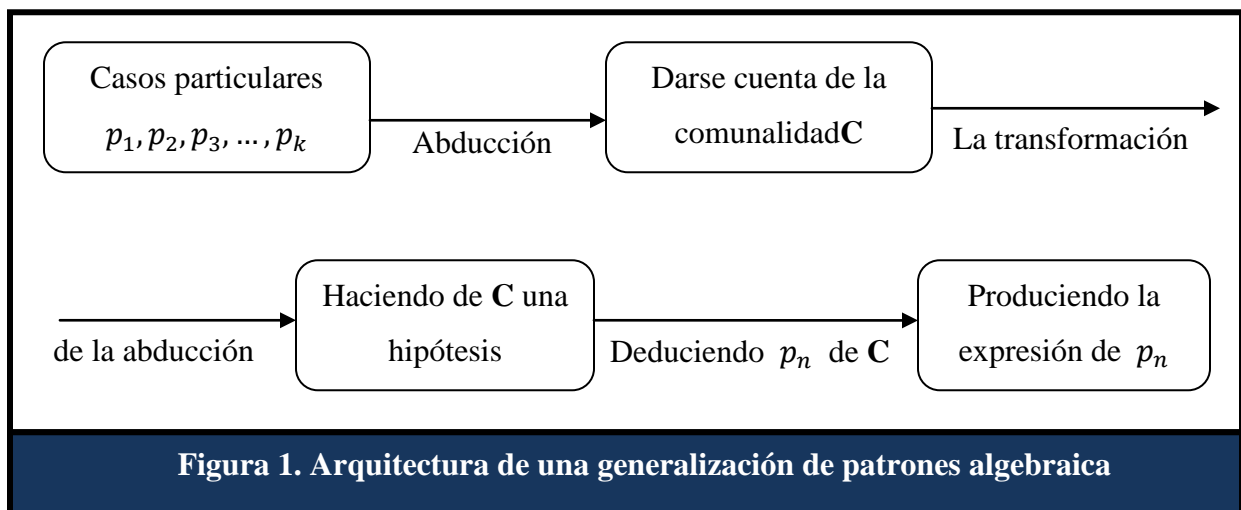 Casos particulares
𝑝₁, 𝑝₂, 𝑝₃, … , 𝑝ₖ
Abducción
Darse cuenta de la
comunalidadC
La transformación
de la abducción
Haciendo de C una
hipótesis
Deduciendo 𝑝ₙ de C
Produciendo la
expresión de 𝑝ₙ
Figura 1. Arquitectura de una generalización de patrones algebraica